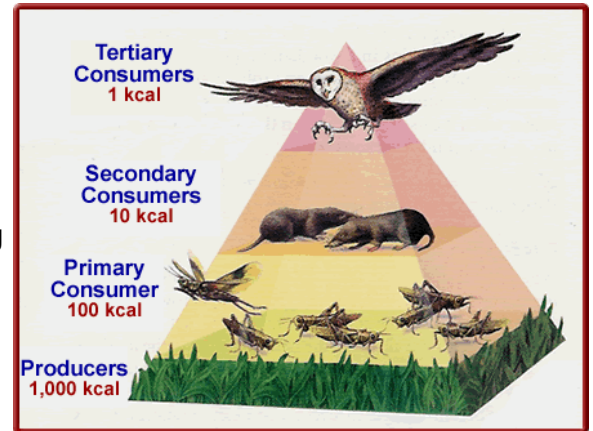 Tertiary
Consumers
1 kcal
Secondary
Consumers
10 kcal
Primary
Consumer
100 kcal
Producers
1,000 kcal